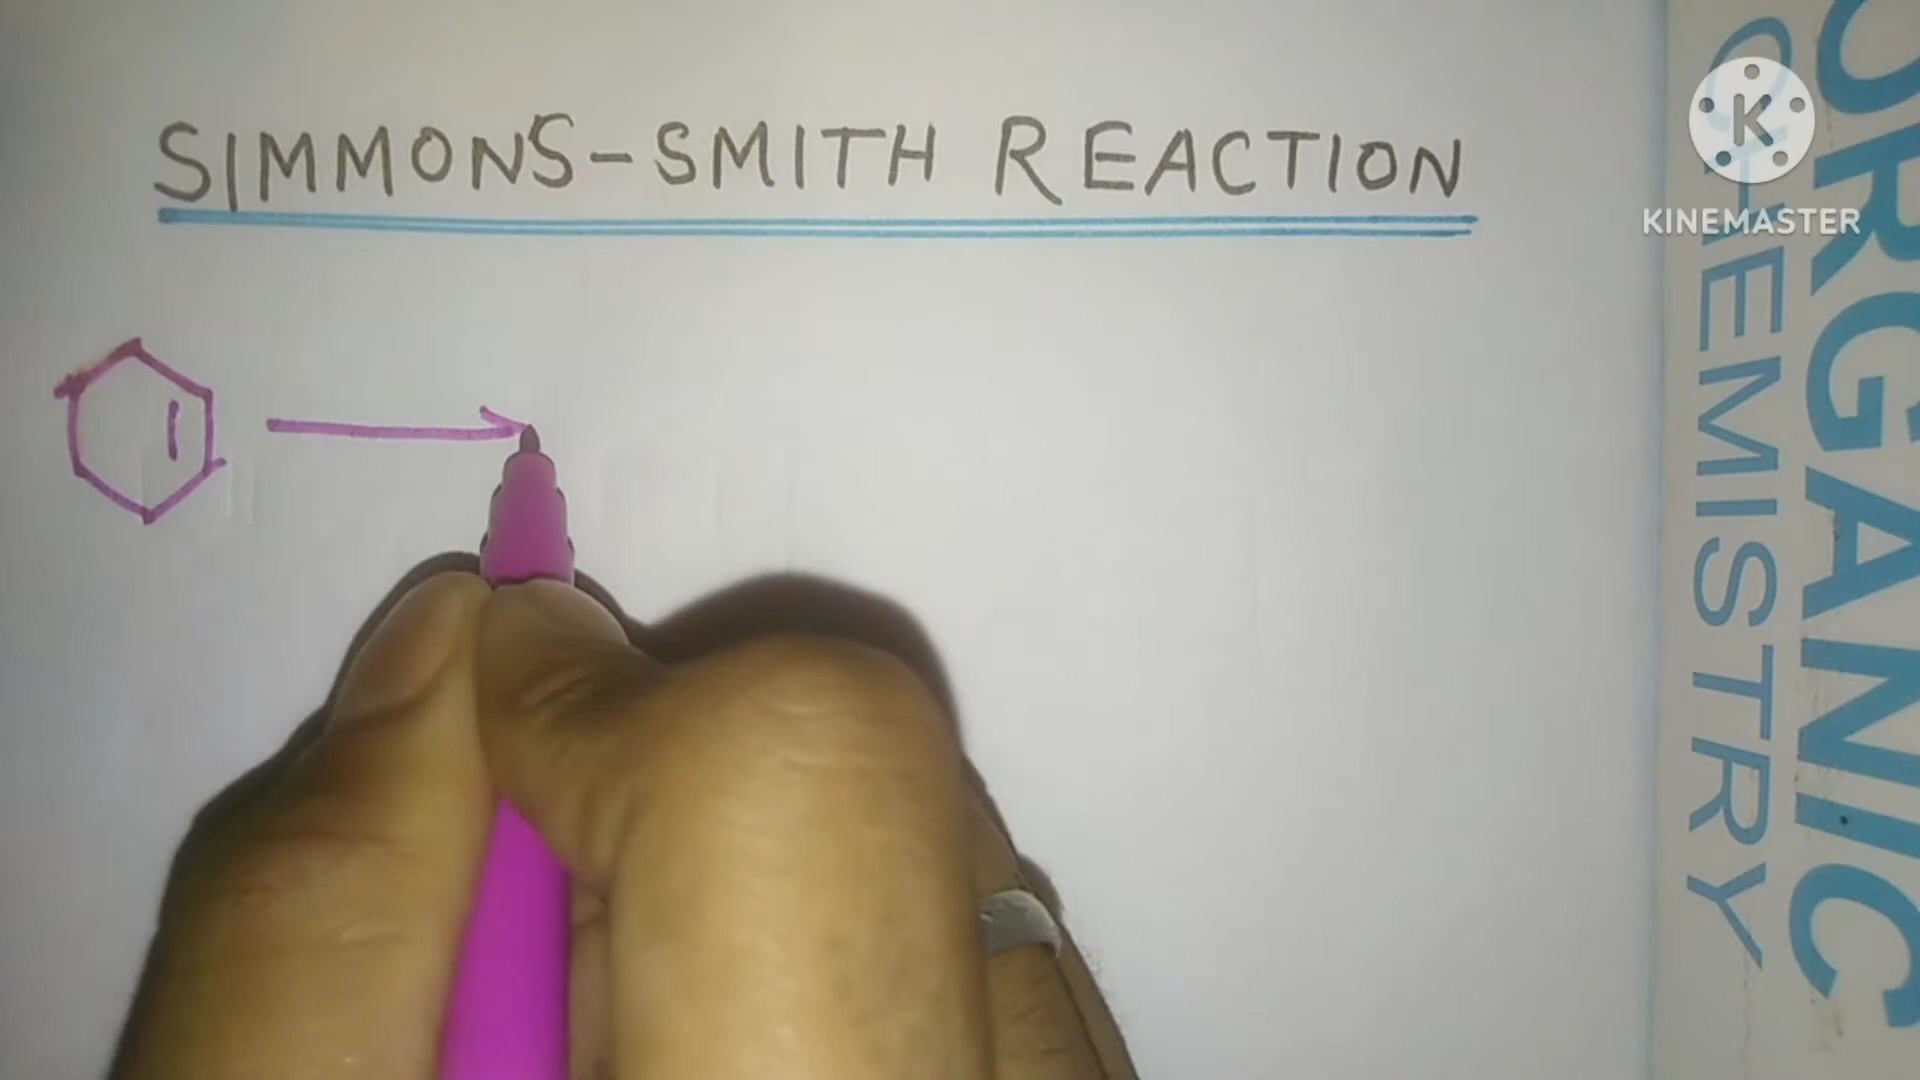 SIMMONS-SMITH REACTION
K
KINEMASTER
ORGANIC
CHEMISTRY